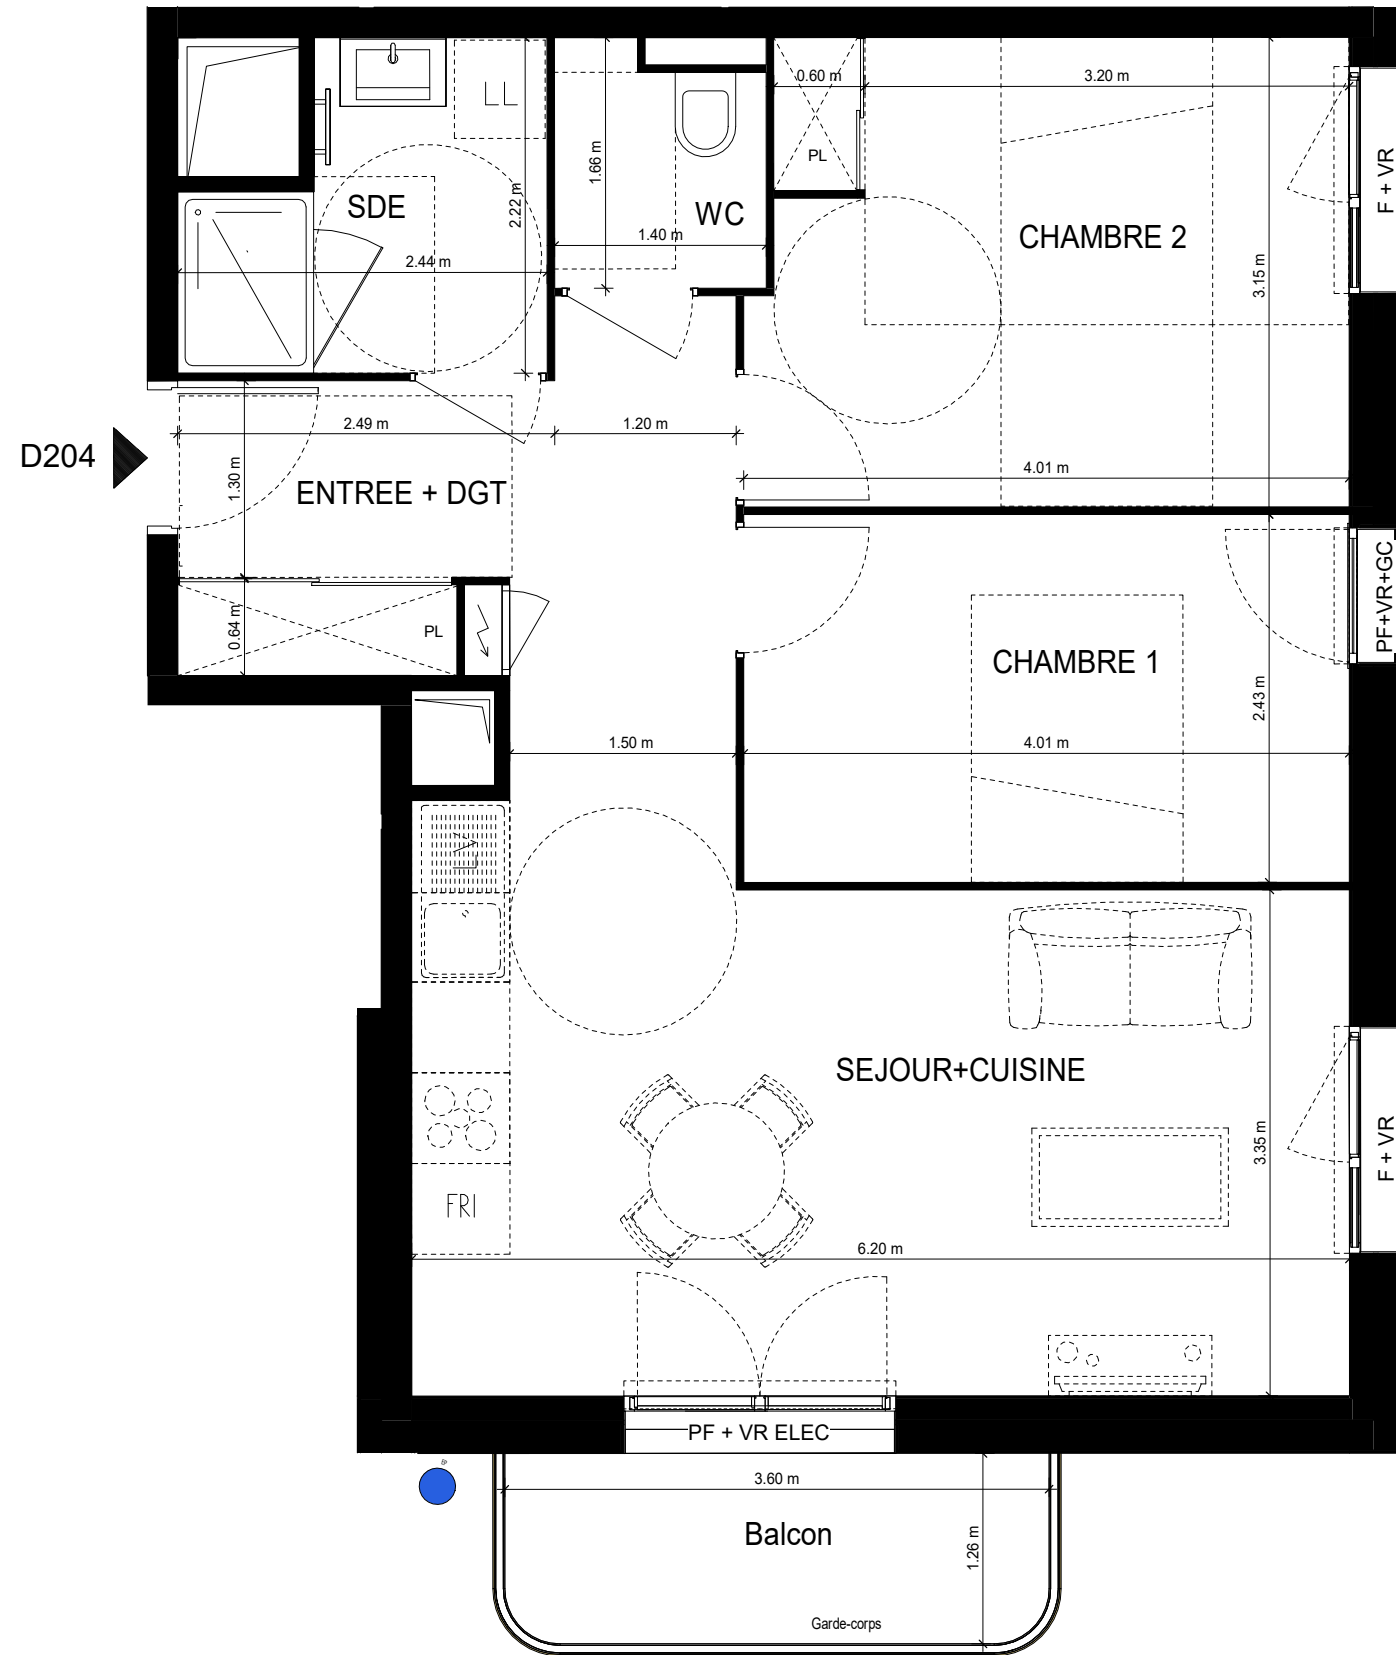 0.60 m
3.20 m
LL
F + VR
PL
1.66 m
SDE
2.22 m
WC
1.40 m
CHAMBRE 2
2.44 m
3.15 m
2.49 m
1.20 m
D204
1.30 m
4.01 m
ENTREE + DGT
PF+VR+GC
0.64 m
PL
CHAMBRE 1
2.43 m
1.50 m
4.01 m
LV
SEJOUR+CUISINE
3.35 m
F + VR
FRI
6.20 m
PF + VR ELEC
3.60 m
Balcon
1.26 m
Garde-corps